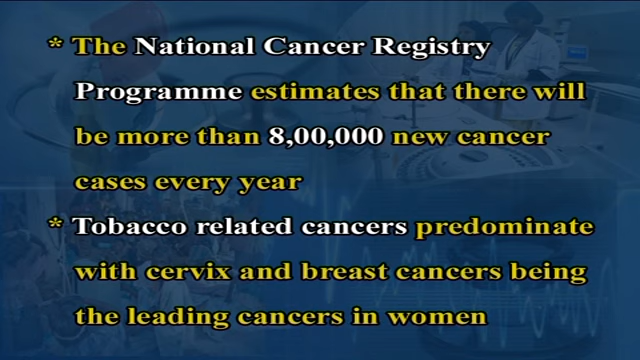 * The National Cancer Registry
Programme estimates that there will
be more than 8,00,000 new cancer
cases every year
* Tobacco related cancers predominate
with cervix and breast cancers being
the leading cancers in women